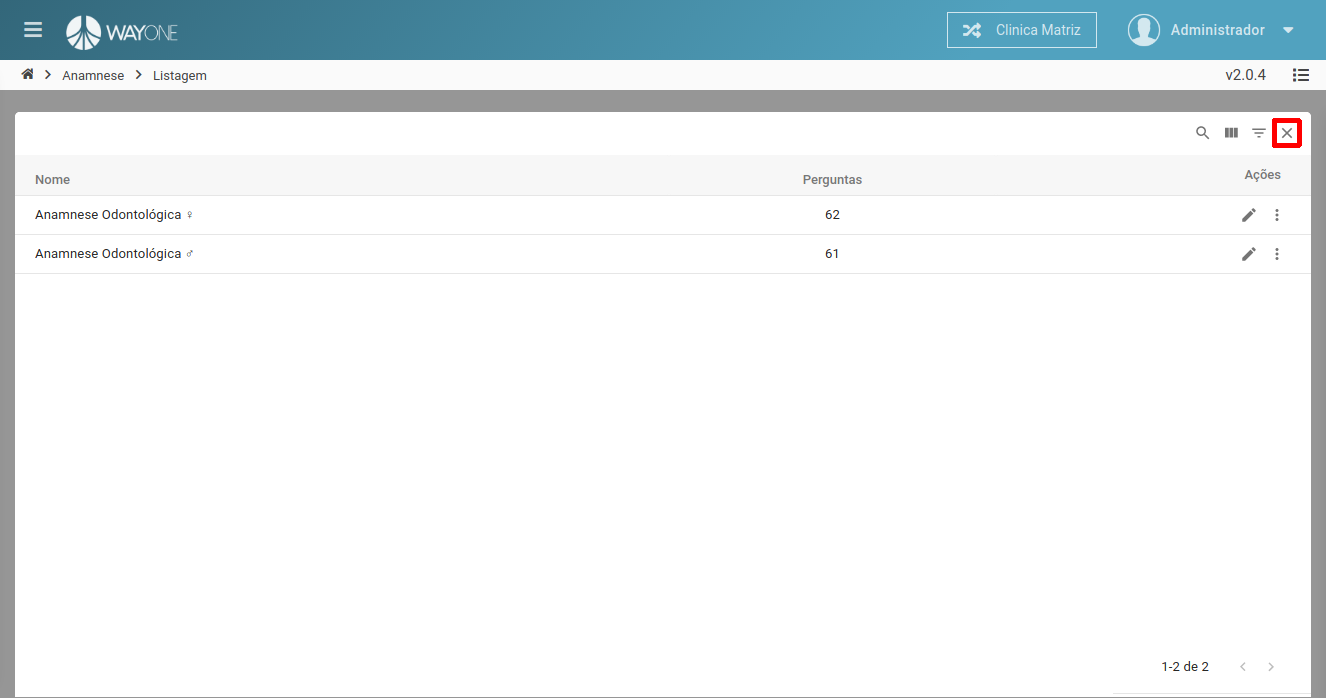 WAYONE
Clinica Matriz
Administrador
Anamnese
Listagem
v2.0.4
Nome
Perguntas
Ações
Anamnese Odontológica ♀
62
Anamnese Odontológica ♂
61
1-2 de 2